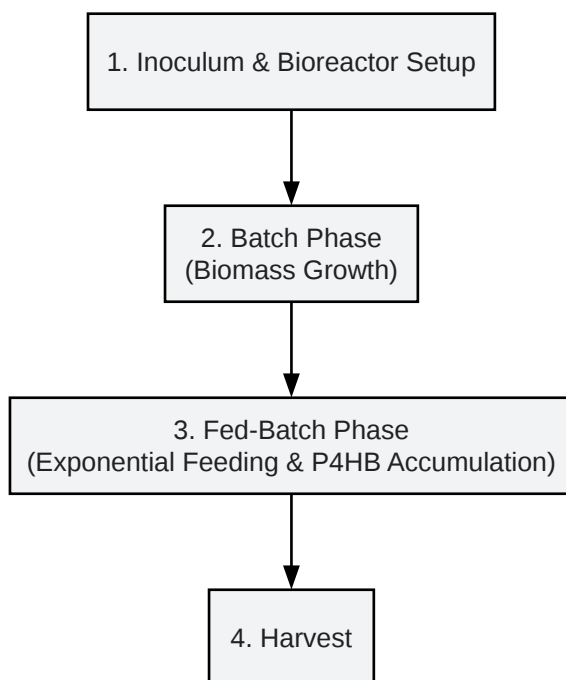 1. Inoculum & Bioreactor Setup
2. Batch Phase
(Biomass Growth)
3. Fed-Batch Phase
(Exponential Feeding & P4HB Accumulation)
4. Harvest